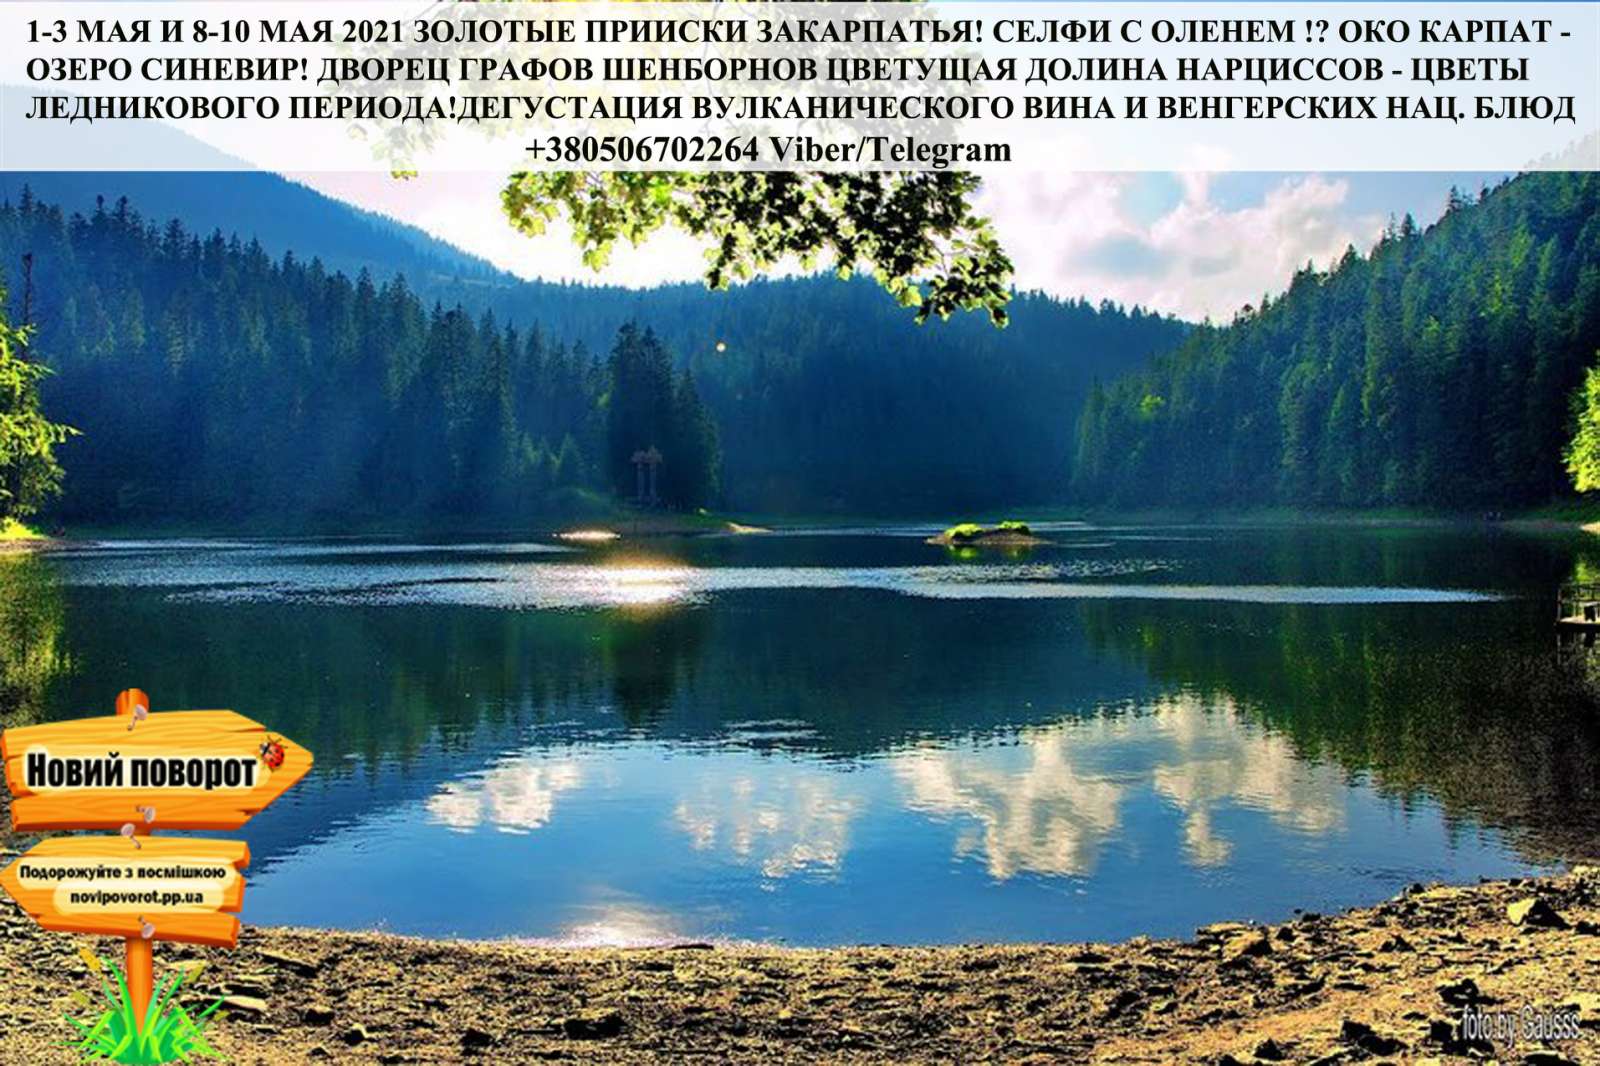 1-3 МАЯ И 8-10 МАЯ 2021 ЗОЛОТЫЕ ПРИИСКИ ЗАКАРПАТЬЯ! СЕЛФИ С ОЛЕНЕМ !? ОКО КАРПАТ -
ОЗЕРО СИНЕВИР! ДВОРЕЦ ГРАФОВ ШЕНБОРНОВ ЦВЕТУЩАЯ ДОЛИНА НАРЦИССОВ - ЦВЕТЫ
ЛЕДНИКОВОГО ПЕРИОДА!ДЕГУСТАЦИЯ ВУЛКАНИЧЕСКОГО ВИНА И ВЕНГЕРСКИХ НАЦ. БЛЮД
+380506702264 Viber/Telegram
Новий поворот
Подорожуйте з посмішкою
novipovorot.pp.ua
foto by Gausss